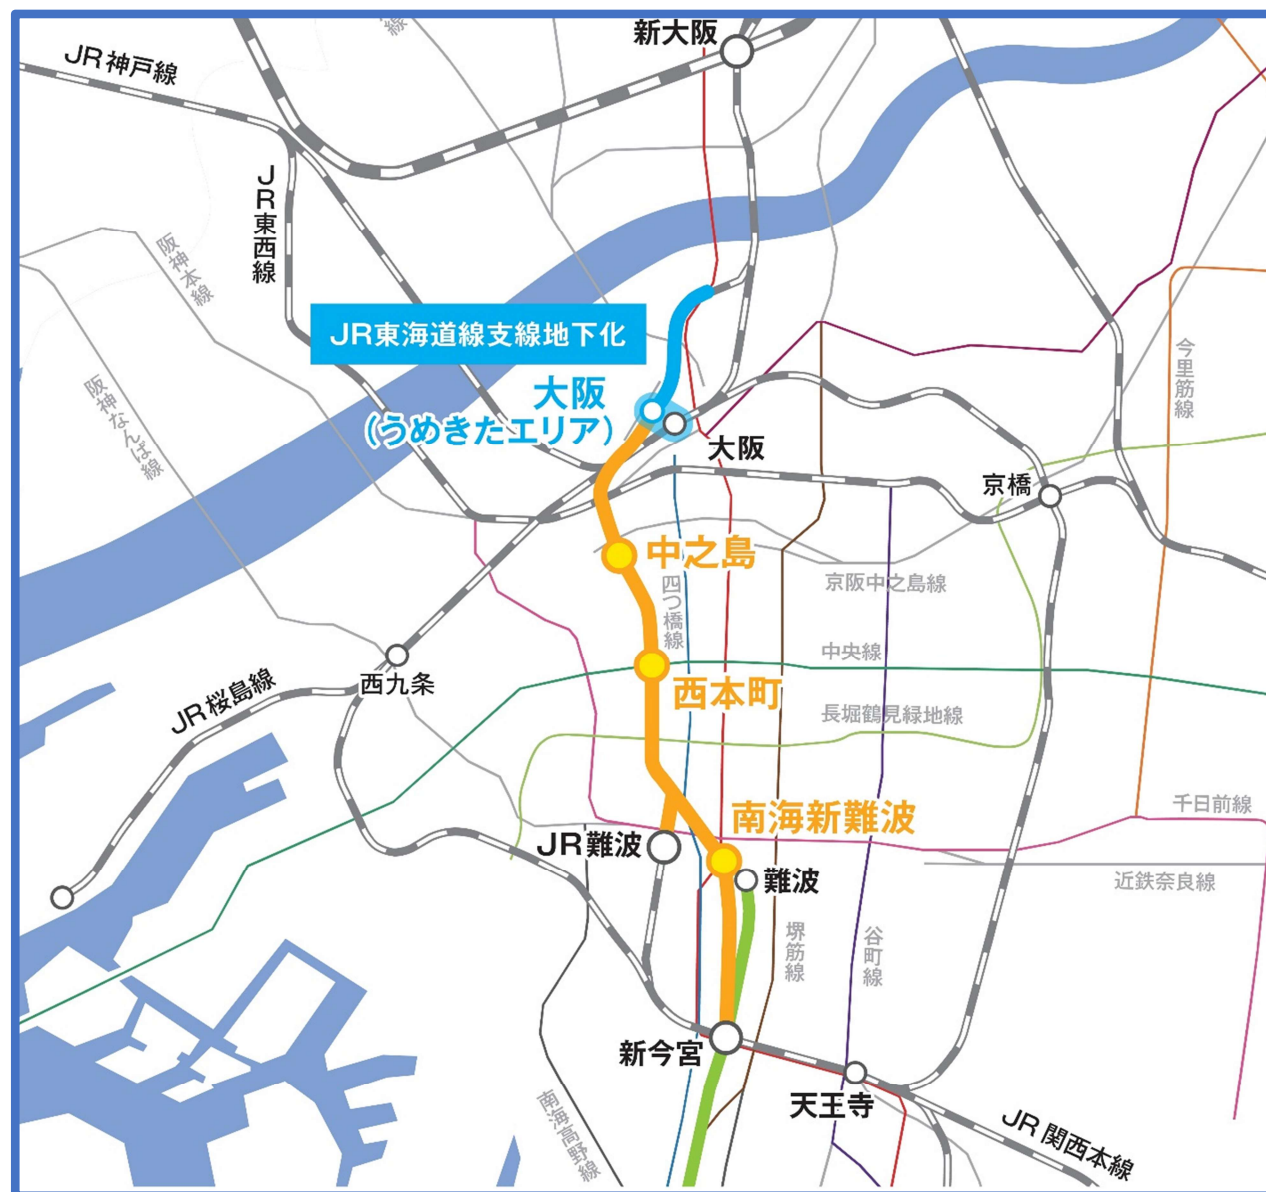 新大阪
線
JR神戸線
JR東西線
阪神本線
JR東海道線支線地下化
大阪
(うめきたエリア)
大阪
今里筋線
阪神なんば線
京橋
中之島
四つ橋線
京阪中之島線
中央線
西九条
西本町
JR桜島線
長堀鶴見緑地線
千日前線
南海新難波
JR難波
難波
近鉄奈良線
堺筋線
谷町線
新今宮
天王寺
南海高野線
JR関西本線